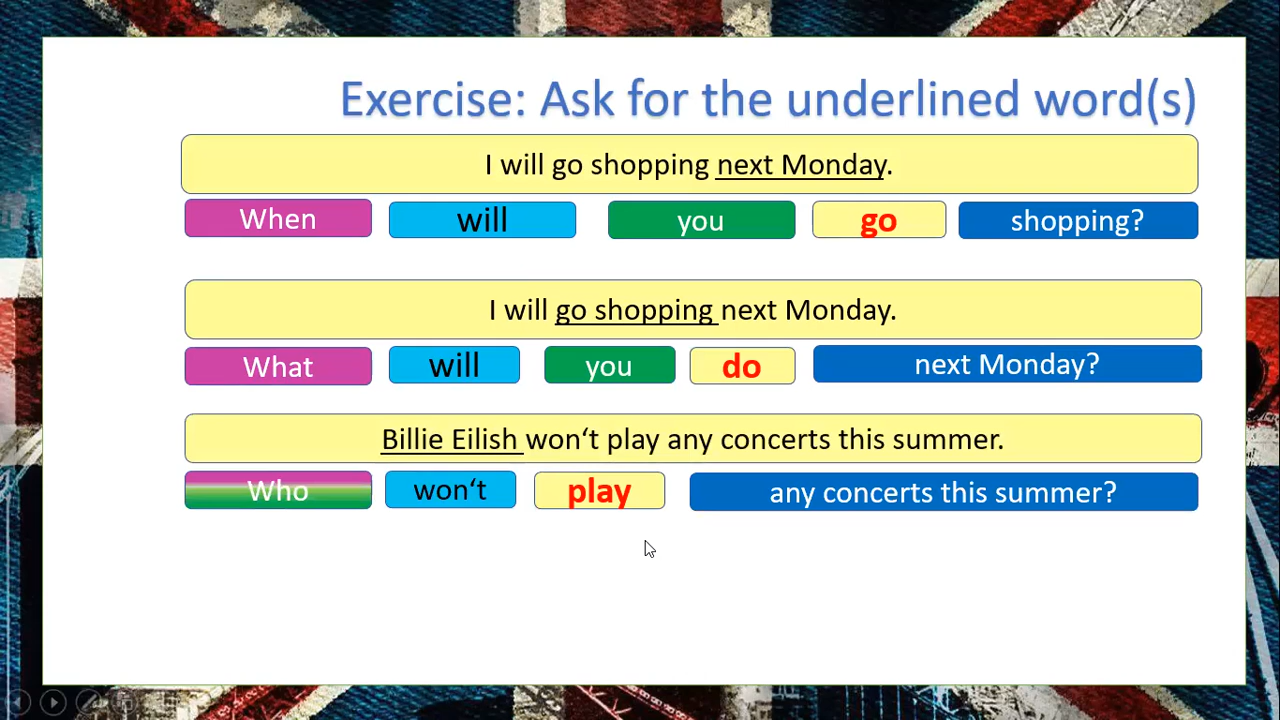 Exercise: Ask for the underlined word(s)
I will go shopping next Monday.
When will you go shopping?
I will go shopping next Monday.
What will you do next Monday?
Billie Eilish won‘t play any concerts this summer.
Who won‘t play any concerts this summer?